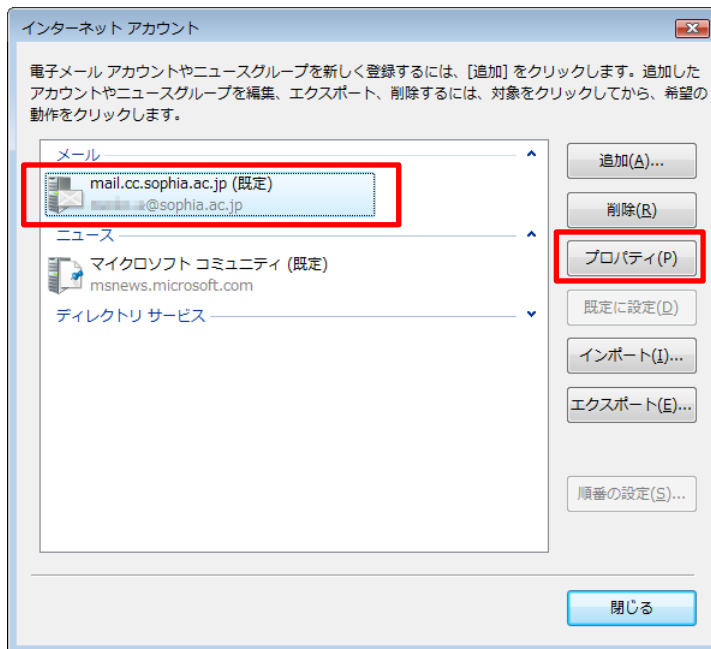 インターネット アカウント
電子メール アカウントやニュースグループを新しく登録するには、[追加] をクリックします。追加した
アカウントやニュースグループを編集、エクスポート、削除するには、対象をクリックしてから、希望の
動作をクリックします。
メール
mail.cc.sophia.ac.jp (既定)
@sophia.ac.jp
ニュース
マイクロソフト コミュニティ (既定)
msnews.microsoft.com
ディレクトリ サービス
追加(A)...
削除(R)
プロパティ(P)
既定に設定(D)
インポート(I)...
エクスポート(E)...
順番の設定(S)...
閉じる